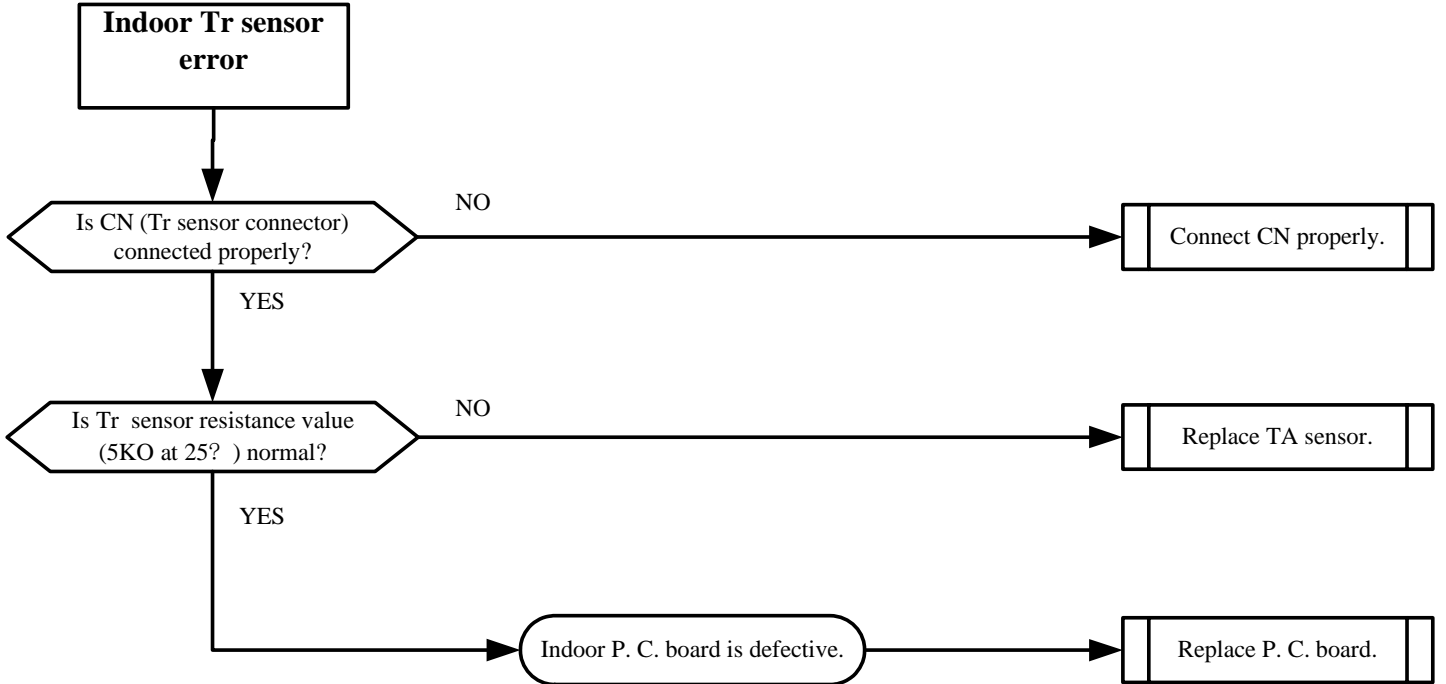 Indoor Tr sensor
error
Is CN (Tr sensor connector)
connected properly?
NO
Connect CN properly.
YES
Is Tr  sensor resistance value
(5KO at 25?  ) normal?
NO
Replace TA sensor.
YES
Indoor P. C. board is defective.
Replace P. C. board.